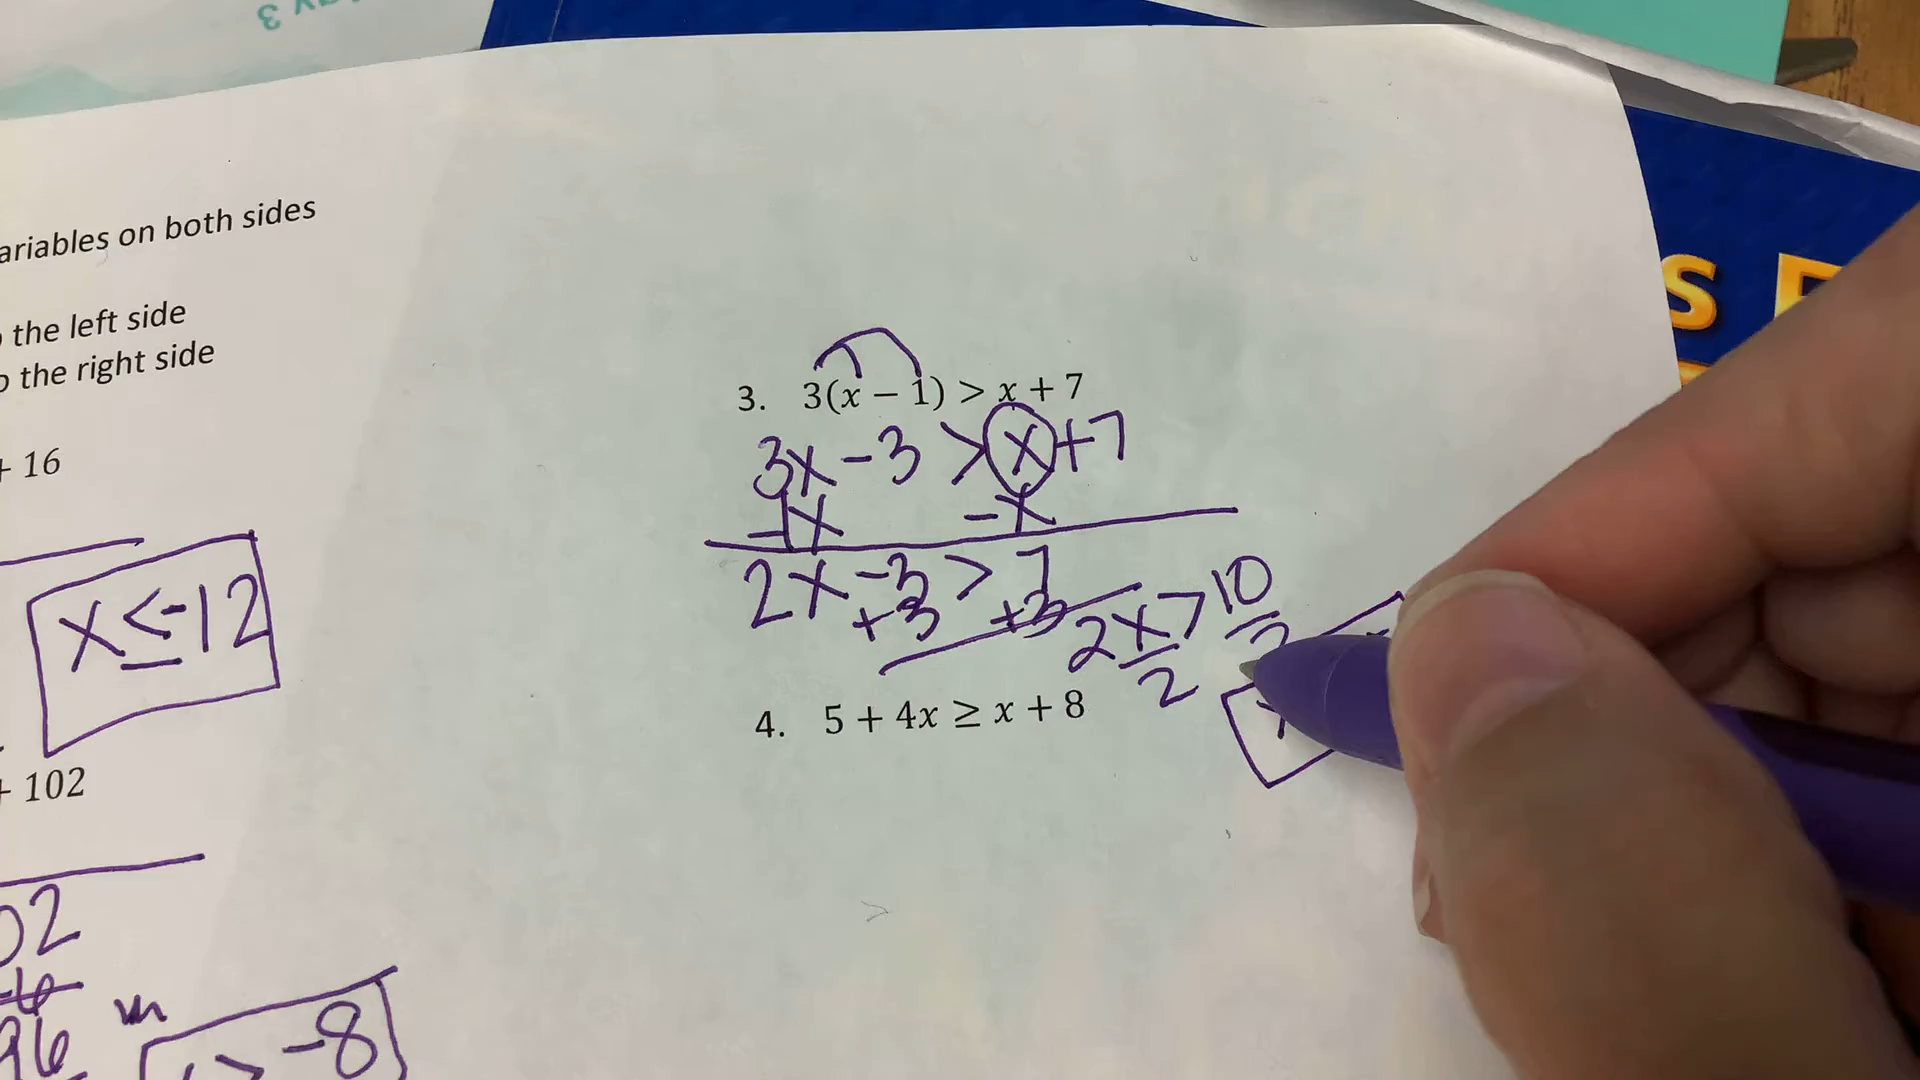 on both sides
the left side
the right side
+ 16
x ≤ -12
+ 102
02
96
> -8
3. 3(x − 1) > x + 7
3x - 3 > x + 7
-1x -x
2x - 3 > 7
+3 +3
2x > 10
2 2
4. 5 + 4x ≥ x + 8
S